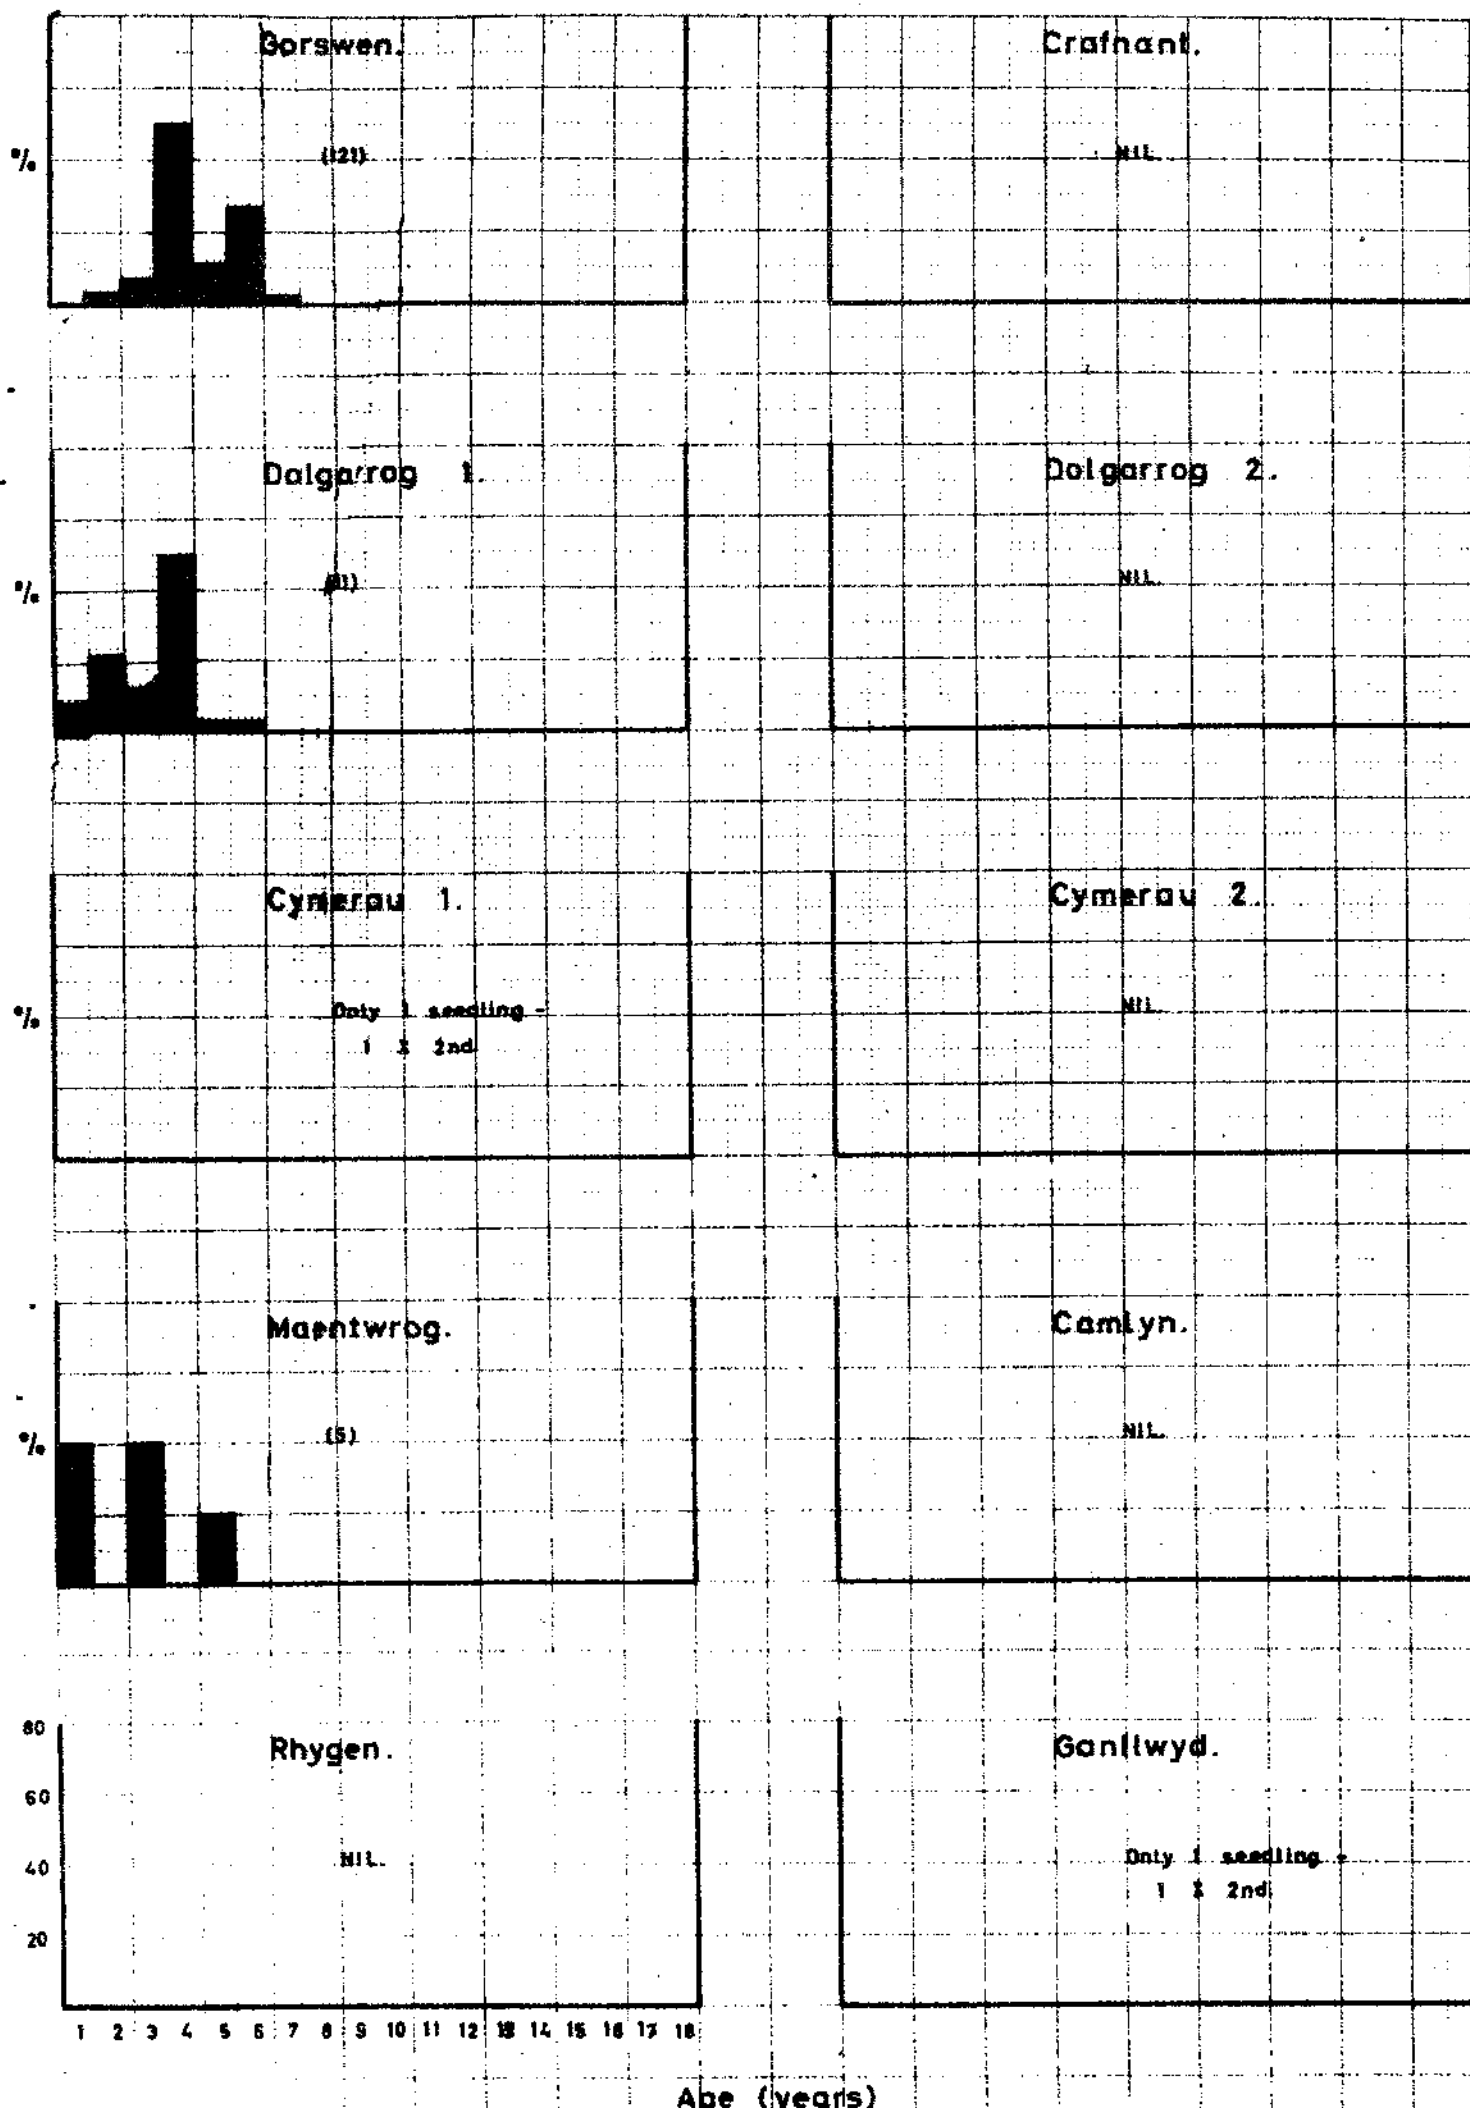 Gorswen.
Crafnant.
%
(121)
NIL.
Dolgarrog 1.
Dolgarrog 2.
%
NIL.
Cymerau 1.
Cymerau 2.
%
Only 1 seedling -
1 X 2nd
NIL.
Maentwrog.
Camlyn.
%
(5)
NIL.
80
Rhygen.
Ganllwyd.
60
40
NIL.
Only 1 seedling -
1 X 2nd
20
1 2 3 4 5 6 7 8 9 10 11 12 13 14 15 16 17 18
Age (years)